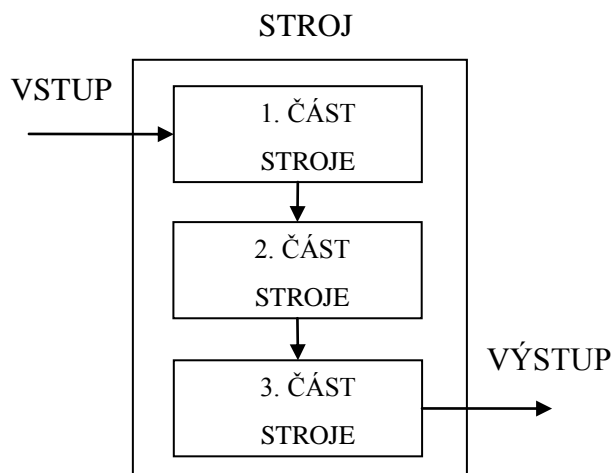 STROJ
VSTUP
1. ČÁST
STROJE
2. ČÁST
STROJE
VÝSTUP
3. ČÁST
STROJE